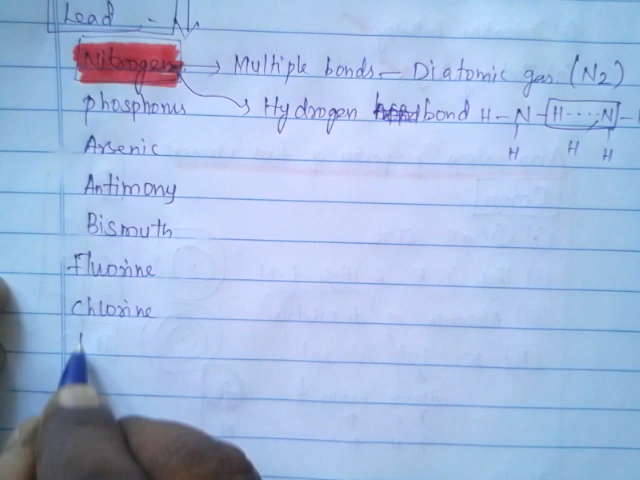 Lead
Nitrogen → Multiple bonds - Diatomic gas (N2)
phosphorus → Hydrogen bond H-N-H---N-
H H H
Arsenic
Antimony
Bismuth
Fluorine
Chlorine